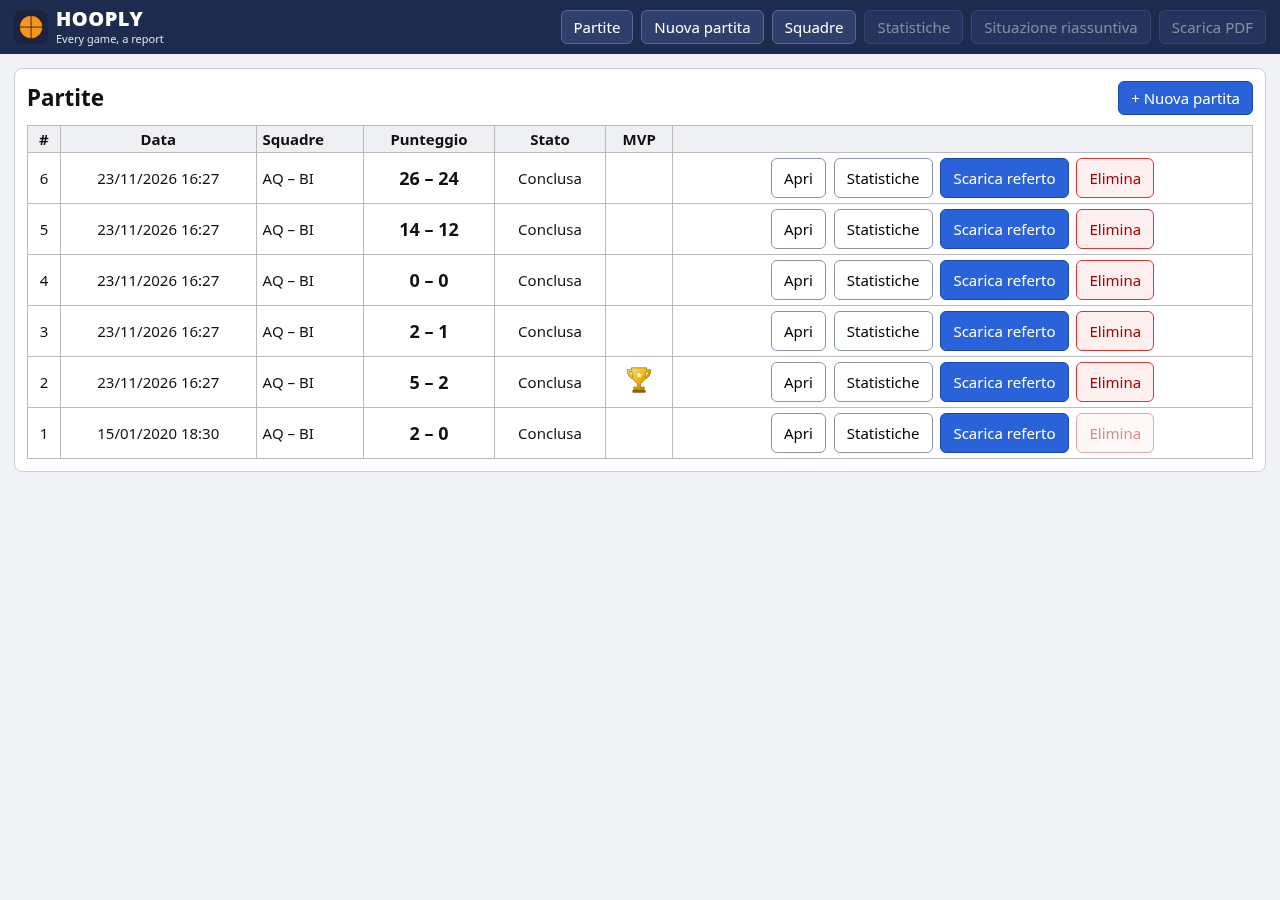 HOOPLY
Every game, a report
Partite Nuova partita Squadre Statistiche Situazione riassuntiva Scarica PDF
Partite
+ Nuova partita
# Data Squadre Punteggio Stato MVP
6 23/11/2026 16:27 AQ – BI 26 – 24 Conclusa Apri Statistiche Scarica referto Elimina
5 23/11/2026 16:27 AQ – BI 14 – 12 Conclusa Apri Statistiche Scarica referto Elimina
4 23/11/2026 16:27 AQ – BI 0 – 0 Conclusa Apri Statistiche Scarica referto Elimina
3 23/11/2026 16:27 AQ – BI 2 – 1 Conclusa Apri Statistiche Scarica referto Elimina
2 23/11/2026 16:27 AQ – BI 5 – 2 Conclusa Apri Statistiche Scarica referto Elimina
1 15/01/2020 18:30 AQ – BI 2 – 0 Conclusa Apri Statistiche Scarica referto Elimina